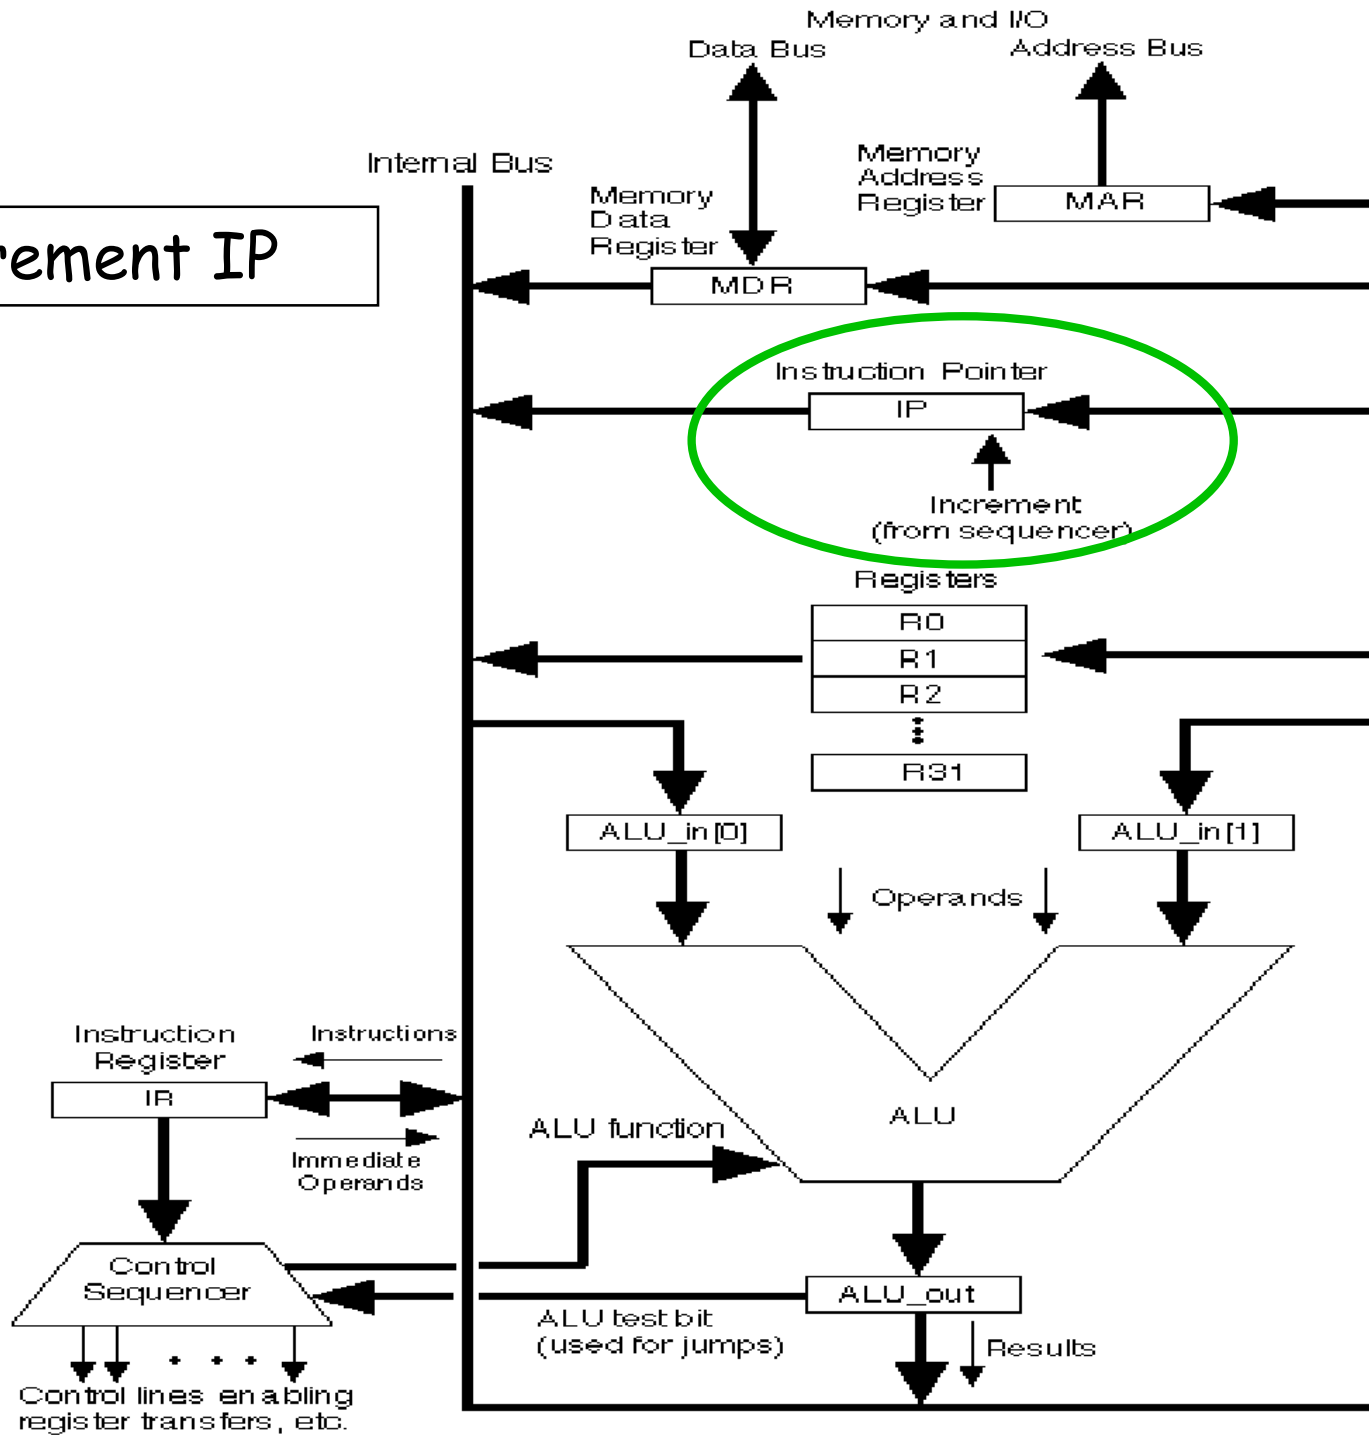 Memory and I/O
Data Bus
Address Bus
Internal Bus
Memory
Data
Register
Memory
Address
Register
MAR
rement IP
MDR
Instruction Pointer
IP
Increment
(from sequencer)
Registers
R0
R1
R2
R31
ALU_in[0]
ALU_in[1]
Operands
Instruction
Register
Instructions
IR
Immediate
Operands
ALU function
ALU
Control
Sequencer
ALU_out
ALU test bit
(used for jumps)
Results
Control lines enabling
register transfers, etc.